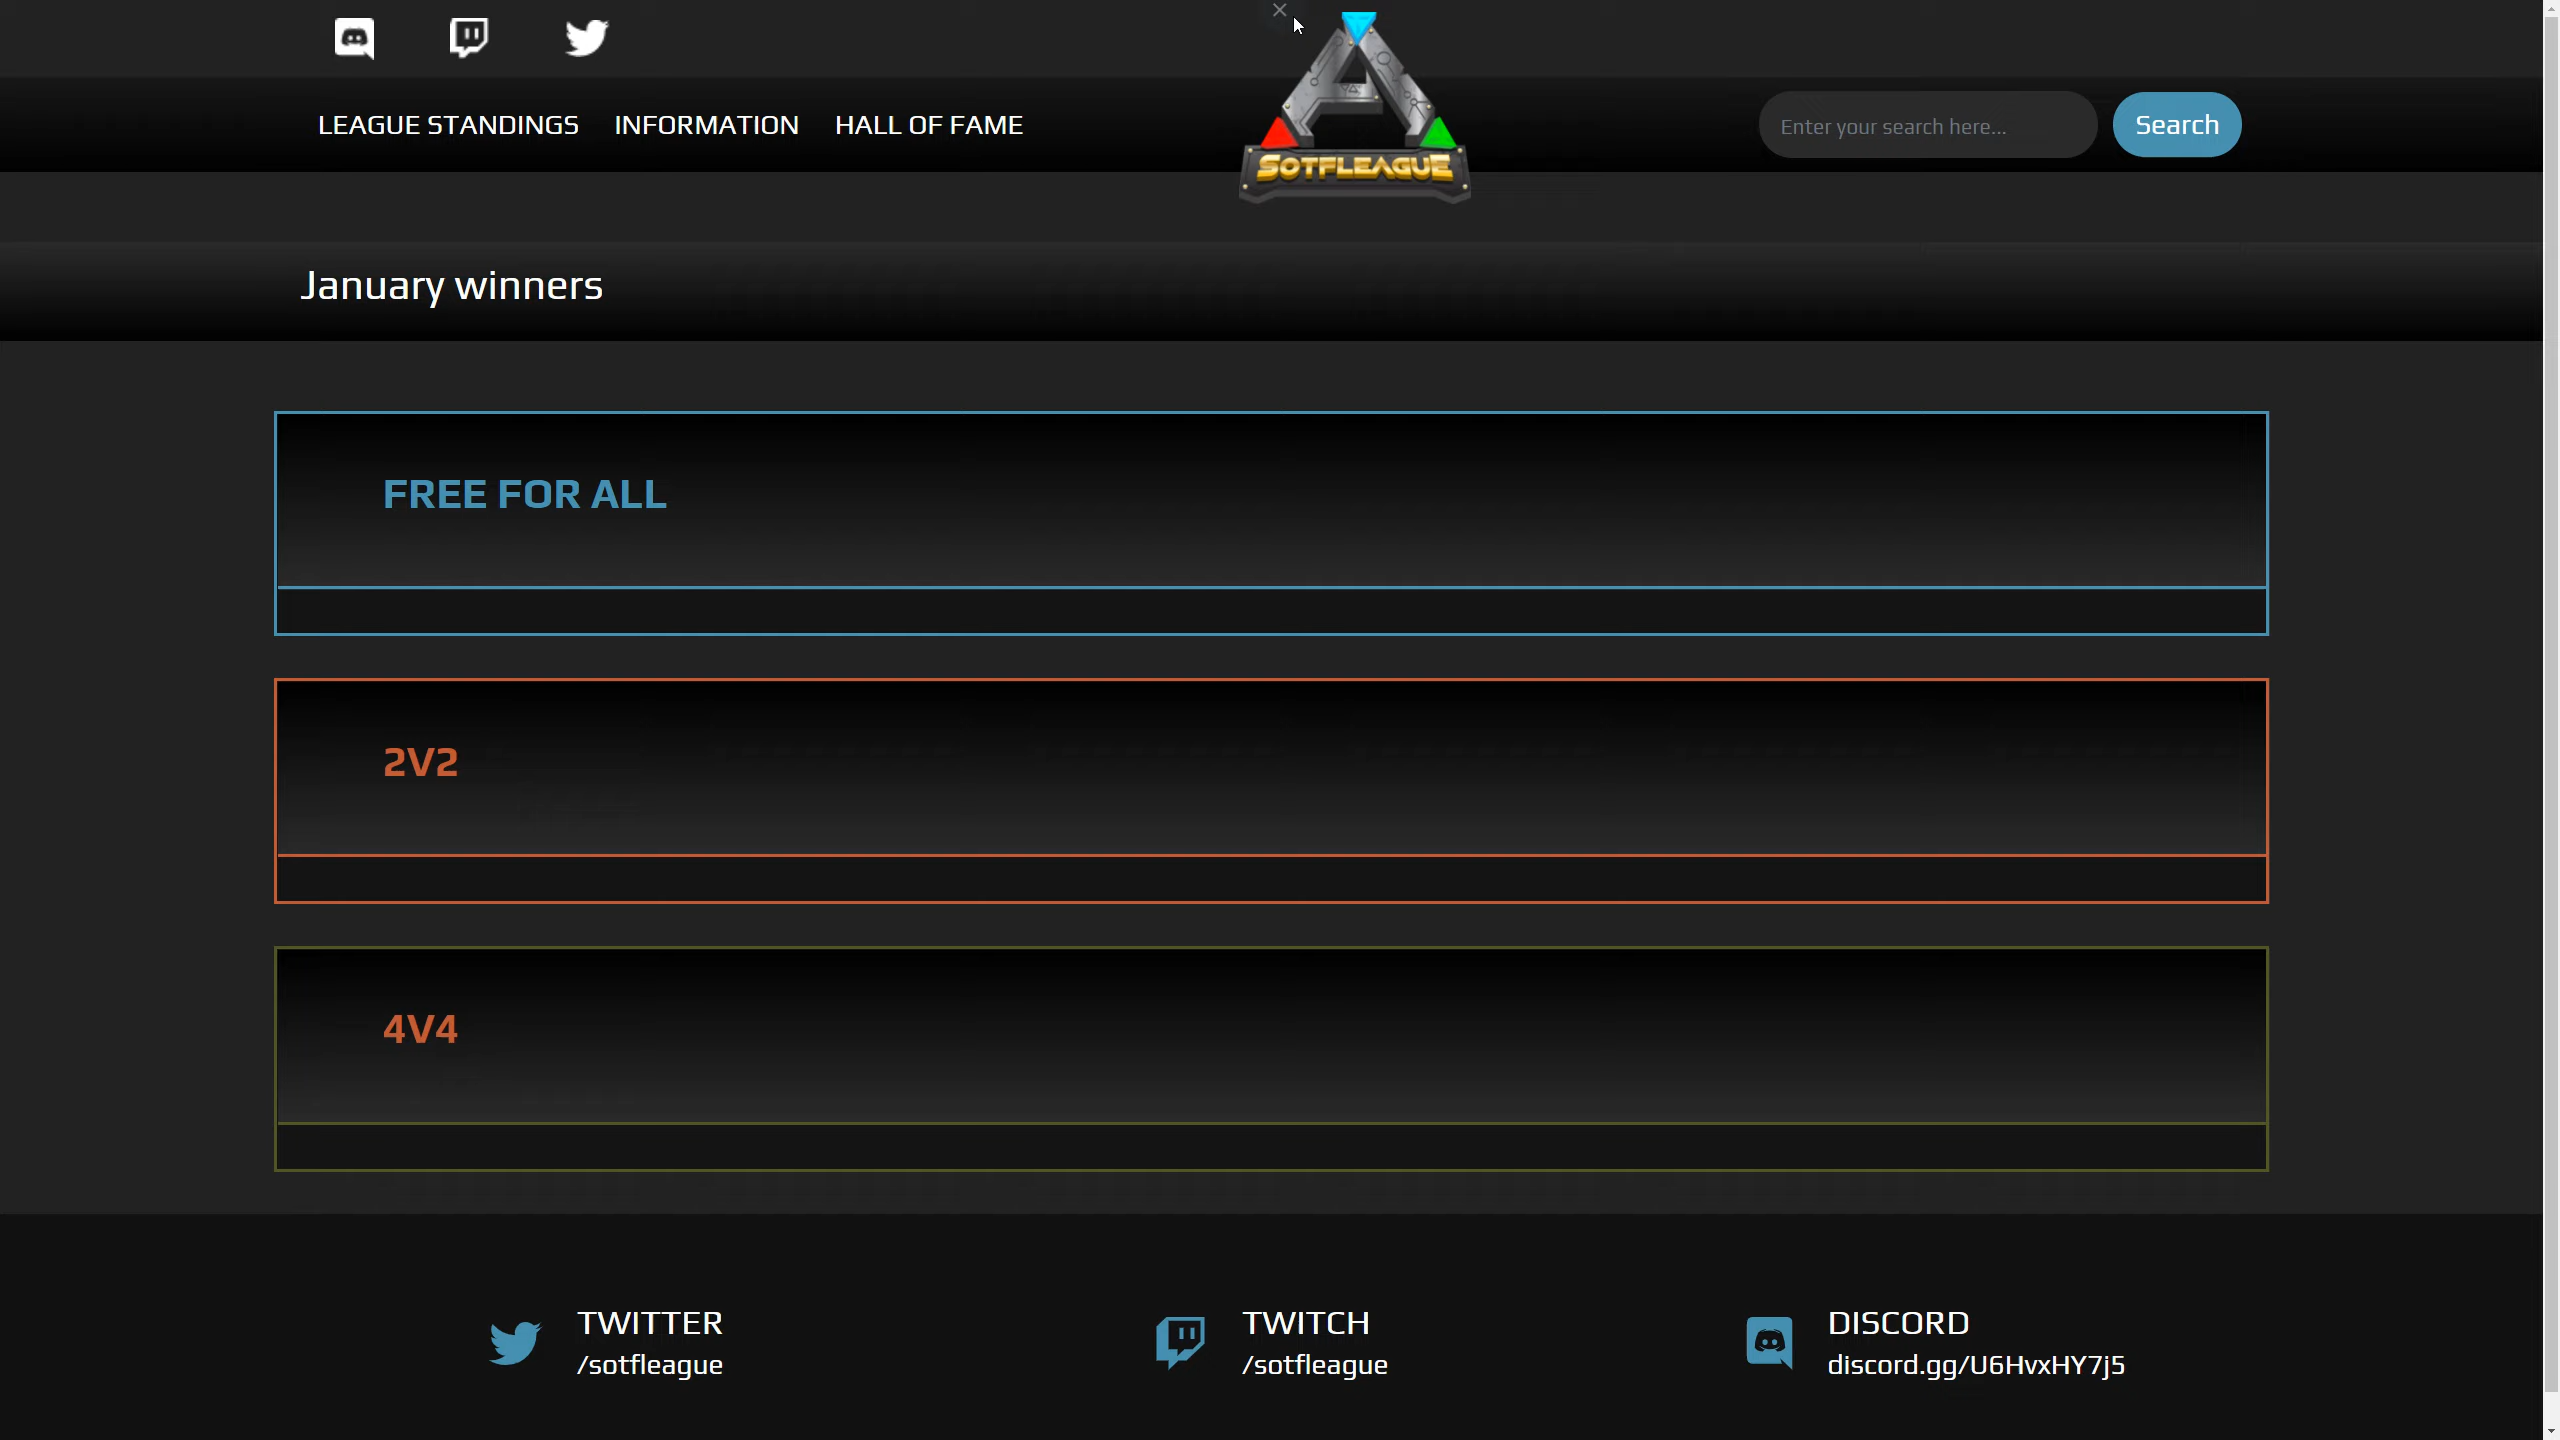 LEAGUE STANDINGS INFORMATION HALL OF FAME
SOTFLEAGUE
Enter your search here...
Search
January winners
FREE FOR ALL
2V2
4V4
TWITTER
/sotfleague
TWITCH
/sotfleague
DISCORD
discord.gg/U6HvxHY7j5